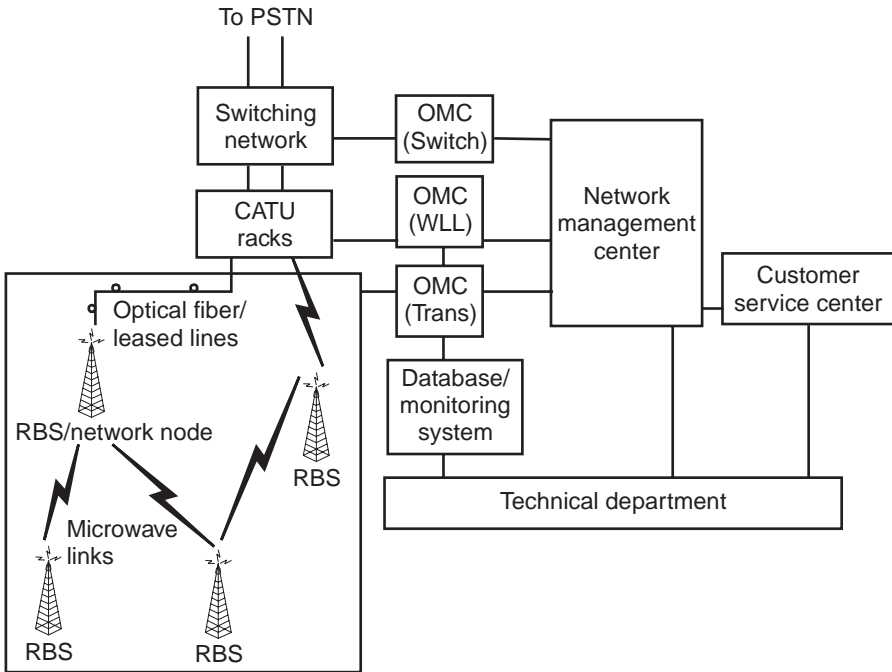 To PSTN
Switching
network
OMC
(Switch)
Network
management
center
CATU
racks
OMC
(WLL)
Customer
service center
OMC
(Trans)
Optical fiber/
leased lines
Database/
monitoring
system
RBS/network node
RBS
Technical department
Microwave
links
RBS
RBS